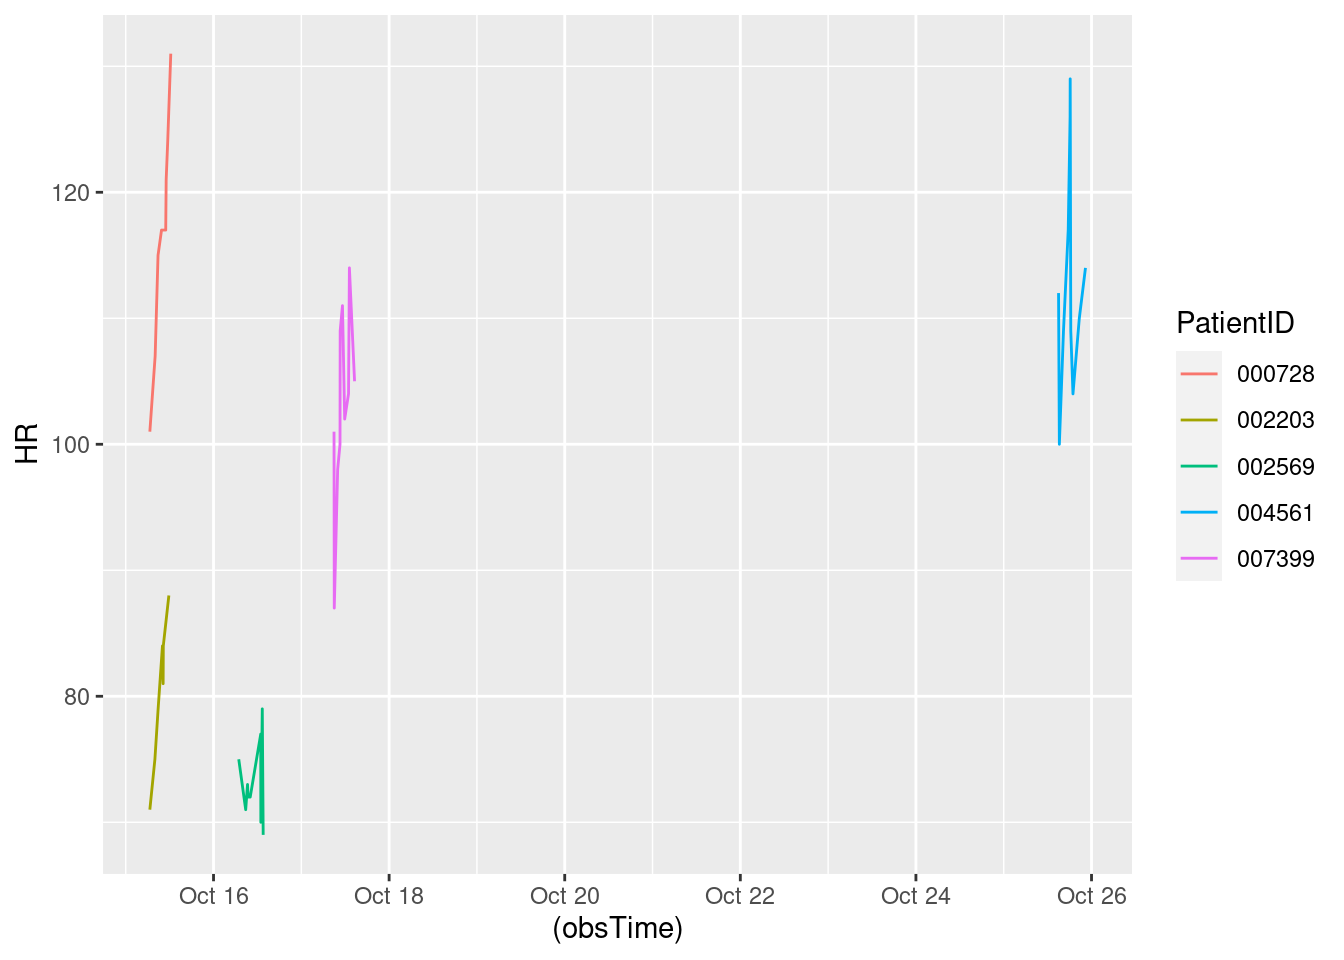 120
100
80
HR
Oct 16
Oct 18
Oct 20
Oct 22
Oct 24
Oct 26
(obsTime)
PatientID
000728
002203
002569
004561
007399